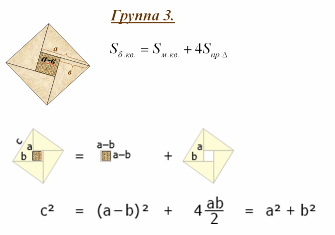 Группа 3.
a
a-в
в
S б.кв. = S м.кв. + 4S пр.Δ
c a b = a-b a-b + a b
c² = (a-b)² + 4 ab/2 = a² + b²